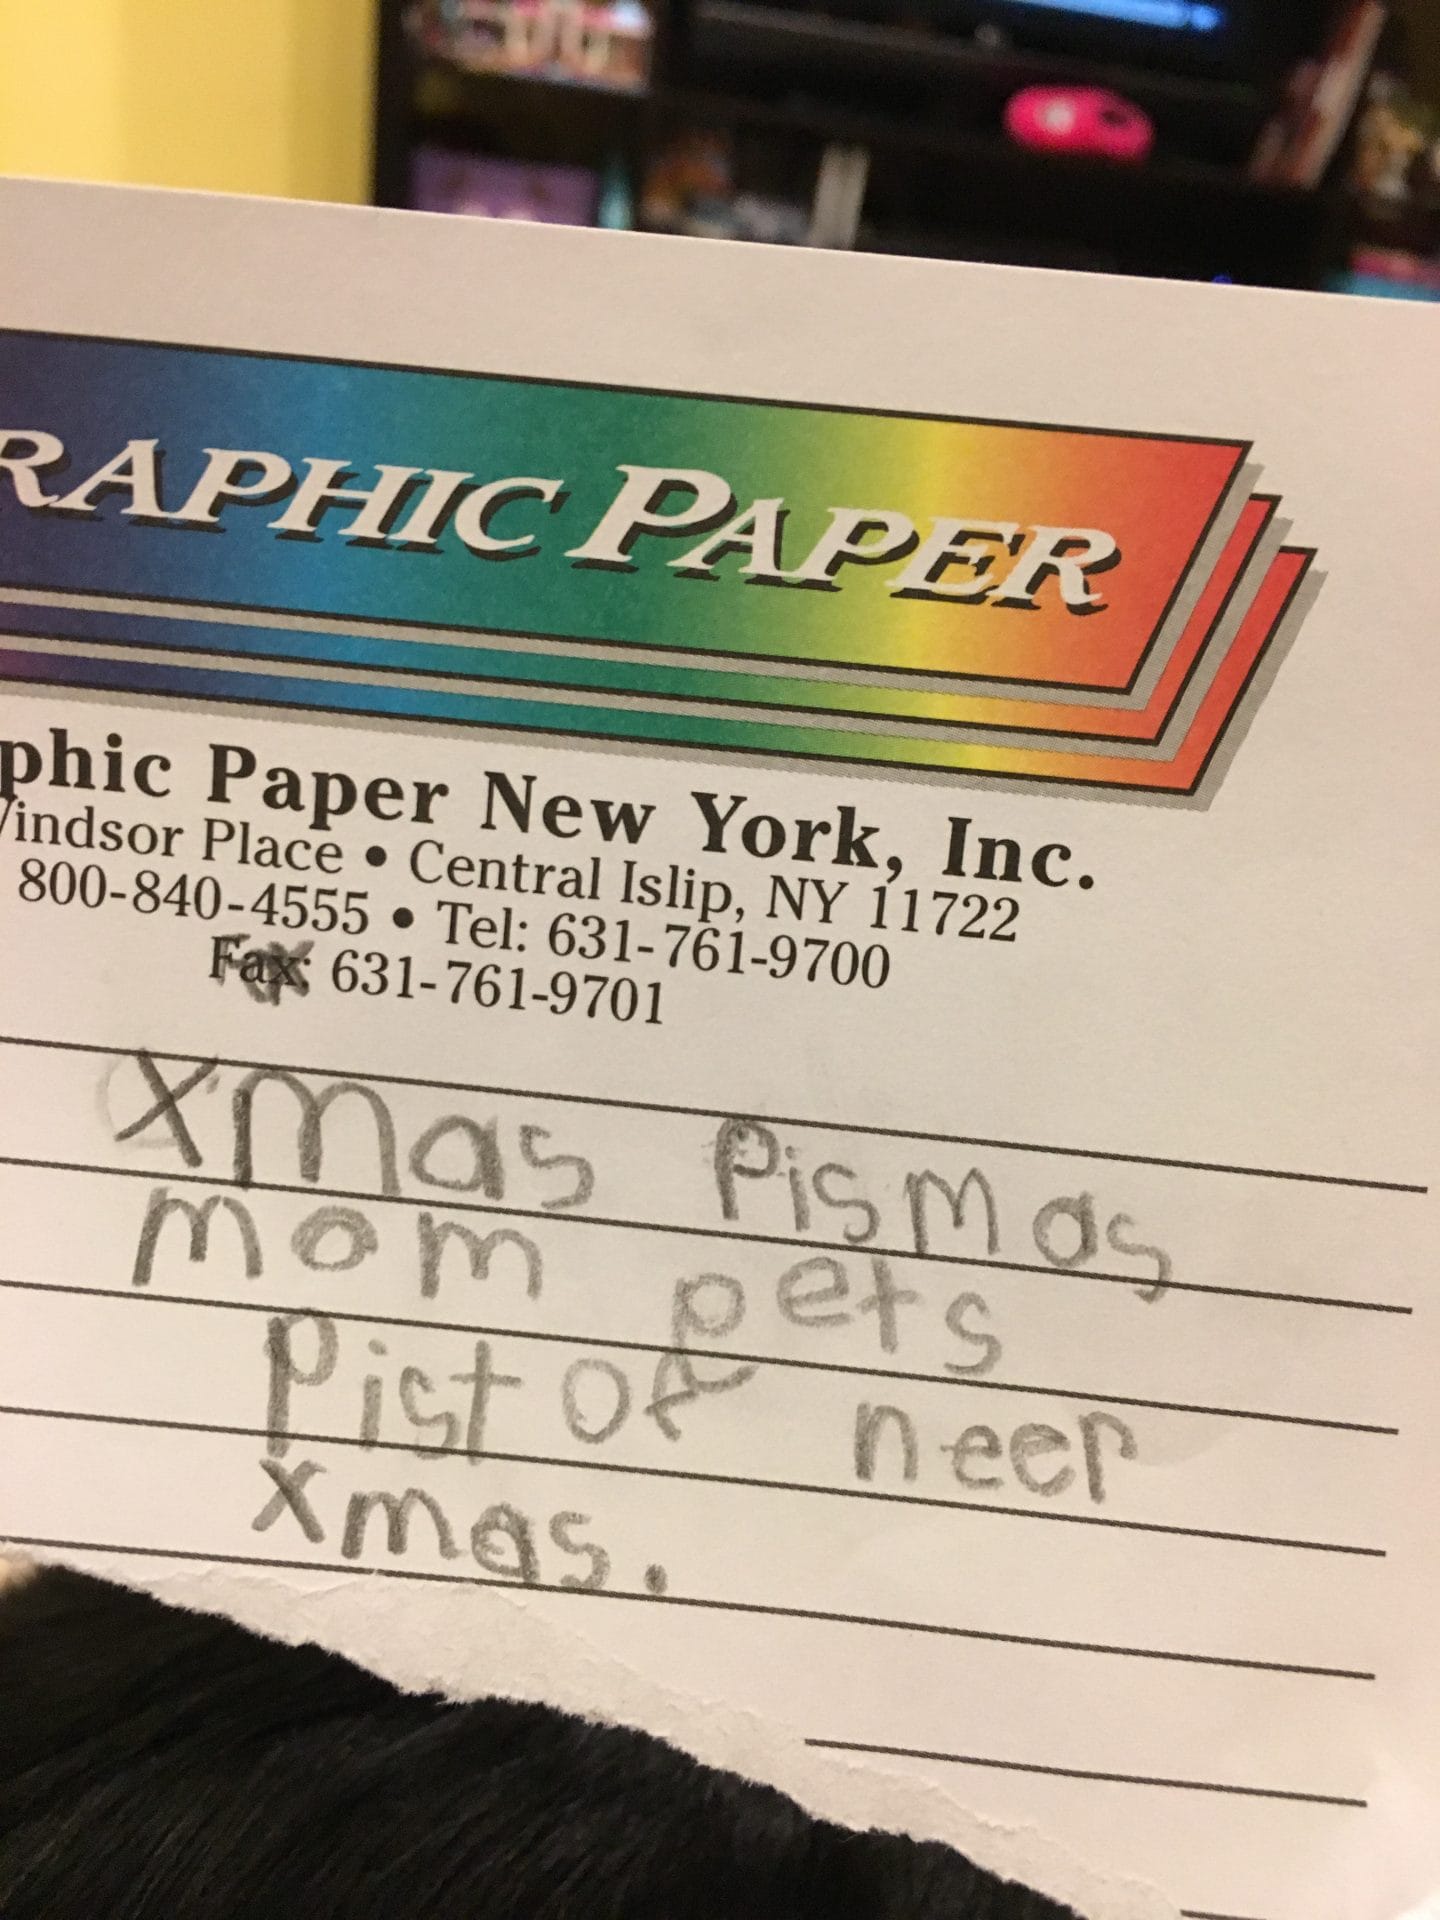 RAPHIC PAPER
phic Paper New York, Inc.
indsor Place • Central Islip, NY 11722
800-840-4555 • Tel: 631-761-9700
Fax: 631-761-9701
Xmas Pismas
mom pets
Pist of neer
Xmas.